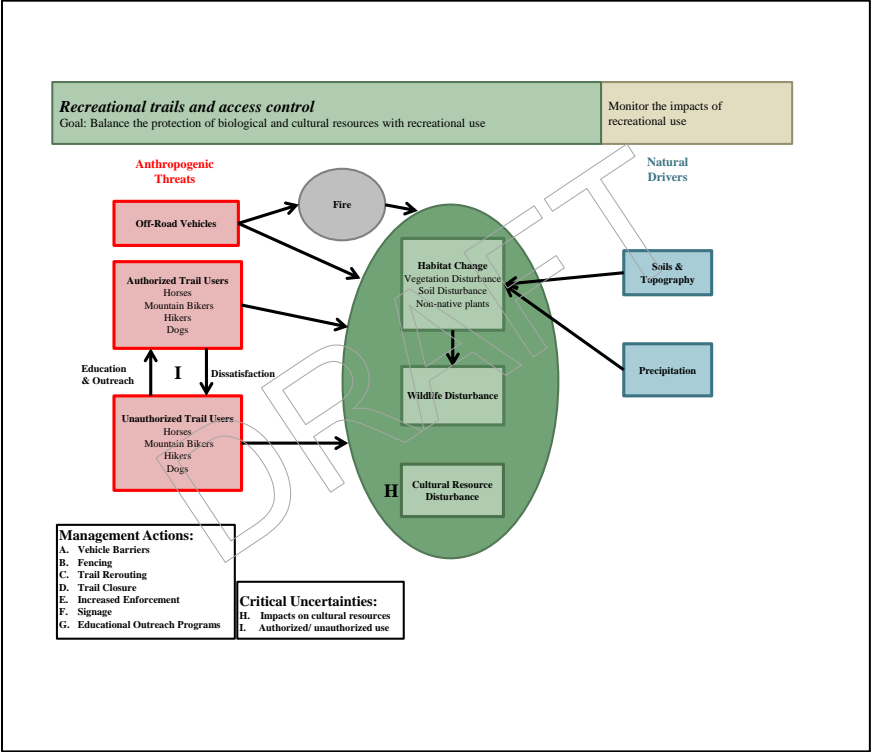 Recreational trails and access control
Goal: Balance the protection of biological and cultural resources with recreational use
Monitor the impacts of
recreational use
Anthropogenic
Threats
Natural
Drivers
Off-Road Vehicles
Fire
Authorized Trail Users
Horses
Mountain Bikers
Hikers
Dogs
Education
& Outreach
I
Dissatisfaction
Unauthorized Trail Users
Horses
Mountain Bikers
Hikers
Dogs
Habitat Change
Vegetation Disturbance
Soil Disturbance
Non-native plants
Wildlife Disturbance
H
Cultural Resource
Disturbance
Soils &
Topography
Precipitation
Management Actions:
A. Vehicle Barriers
B. Fencing
C. Trail Rerouting
D. Trail Closure
E. Increased Enforcement
F. Signage
G. Educational Outreach Programs
Critical Uncertainties:
H. Impacts on cultural resources
I. Authorized/ unauthorized use
DRAFT